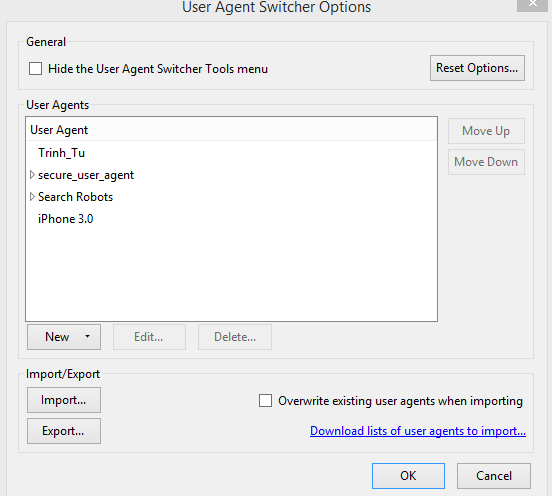 User Agent Switcher Options
General
Hide the User Agent Switcher Tools menu
Reset Options...
User Agents
User Agent
Trinh_Tu
secure_user_agent
Search Robots
iPhone 3.0
Move Up
Move Down
New
Edit...
Delete...
Import/Export
Import...
Overwrite existing user agents when importing
Export...
Download lists of user agents to import...
OK
Cancel